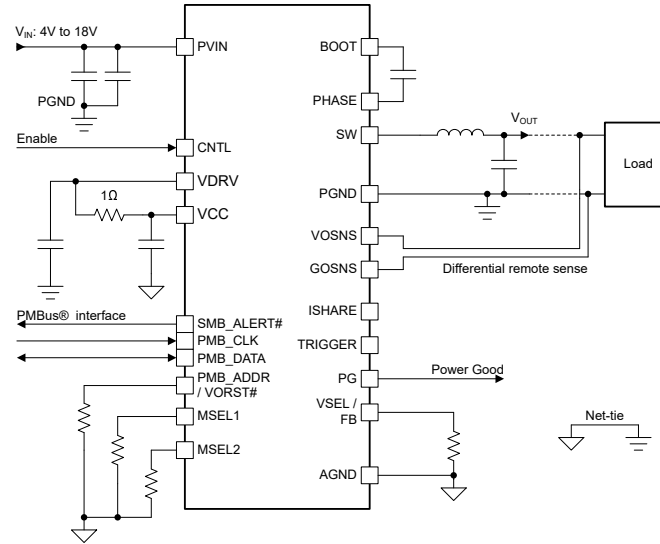 V_IN: 4V to 18V
PVIN
PGND
Enable
CNTL
VDRV
1Ω
VCC
PMBus® interface
SMB_ALERT#
PMB_CLK
PMB_DATA
PMB_ADDR
/ VORST#
MSEL1
MSEL2
BOOT
PHASE
SW
V_OUT
Load
PGND
VOSNS
GOSNS
Differential remote sense
ISHARE
TRIGGER
PG
Power Good
VSEL /
FB
Net-tie
AGND